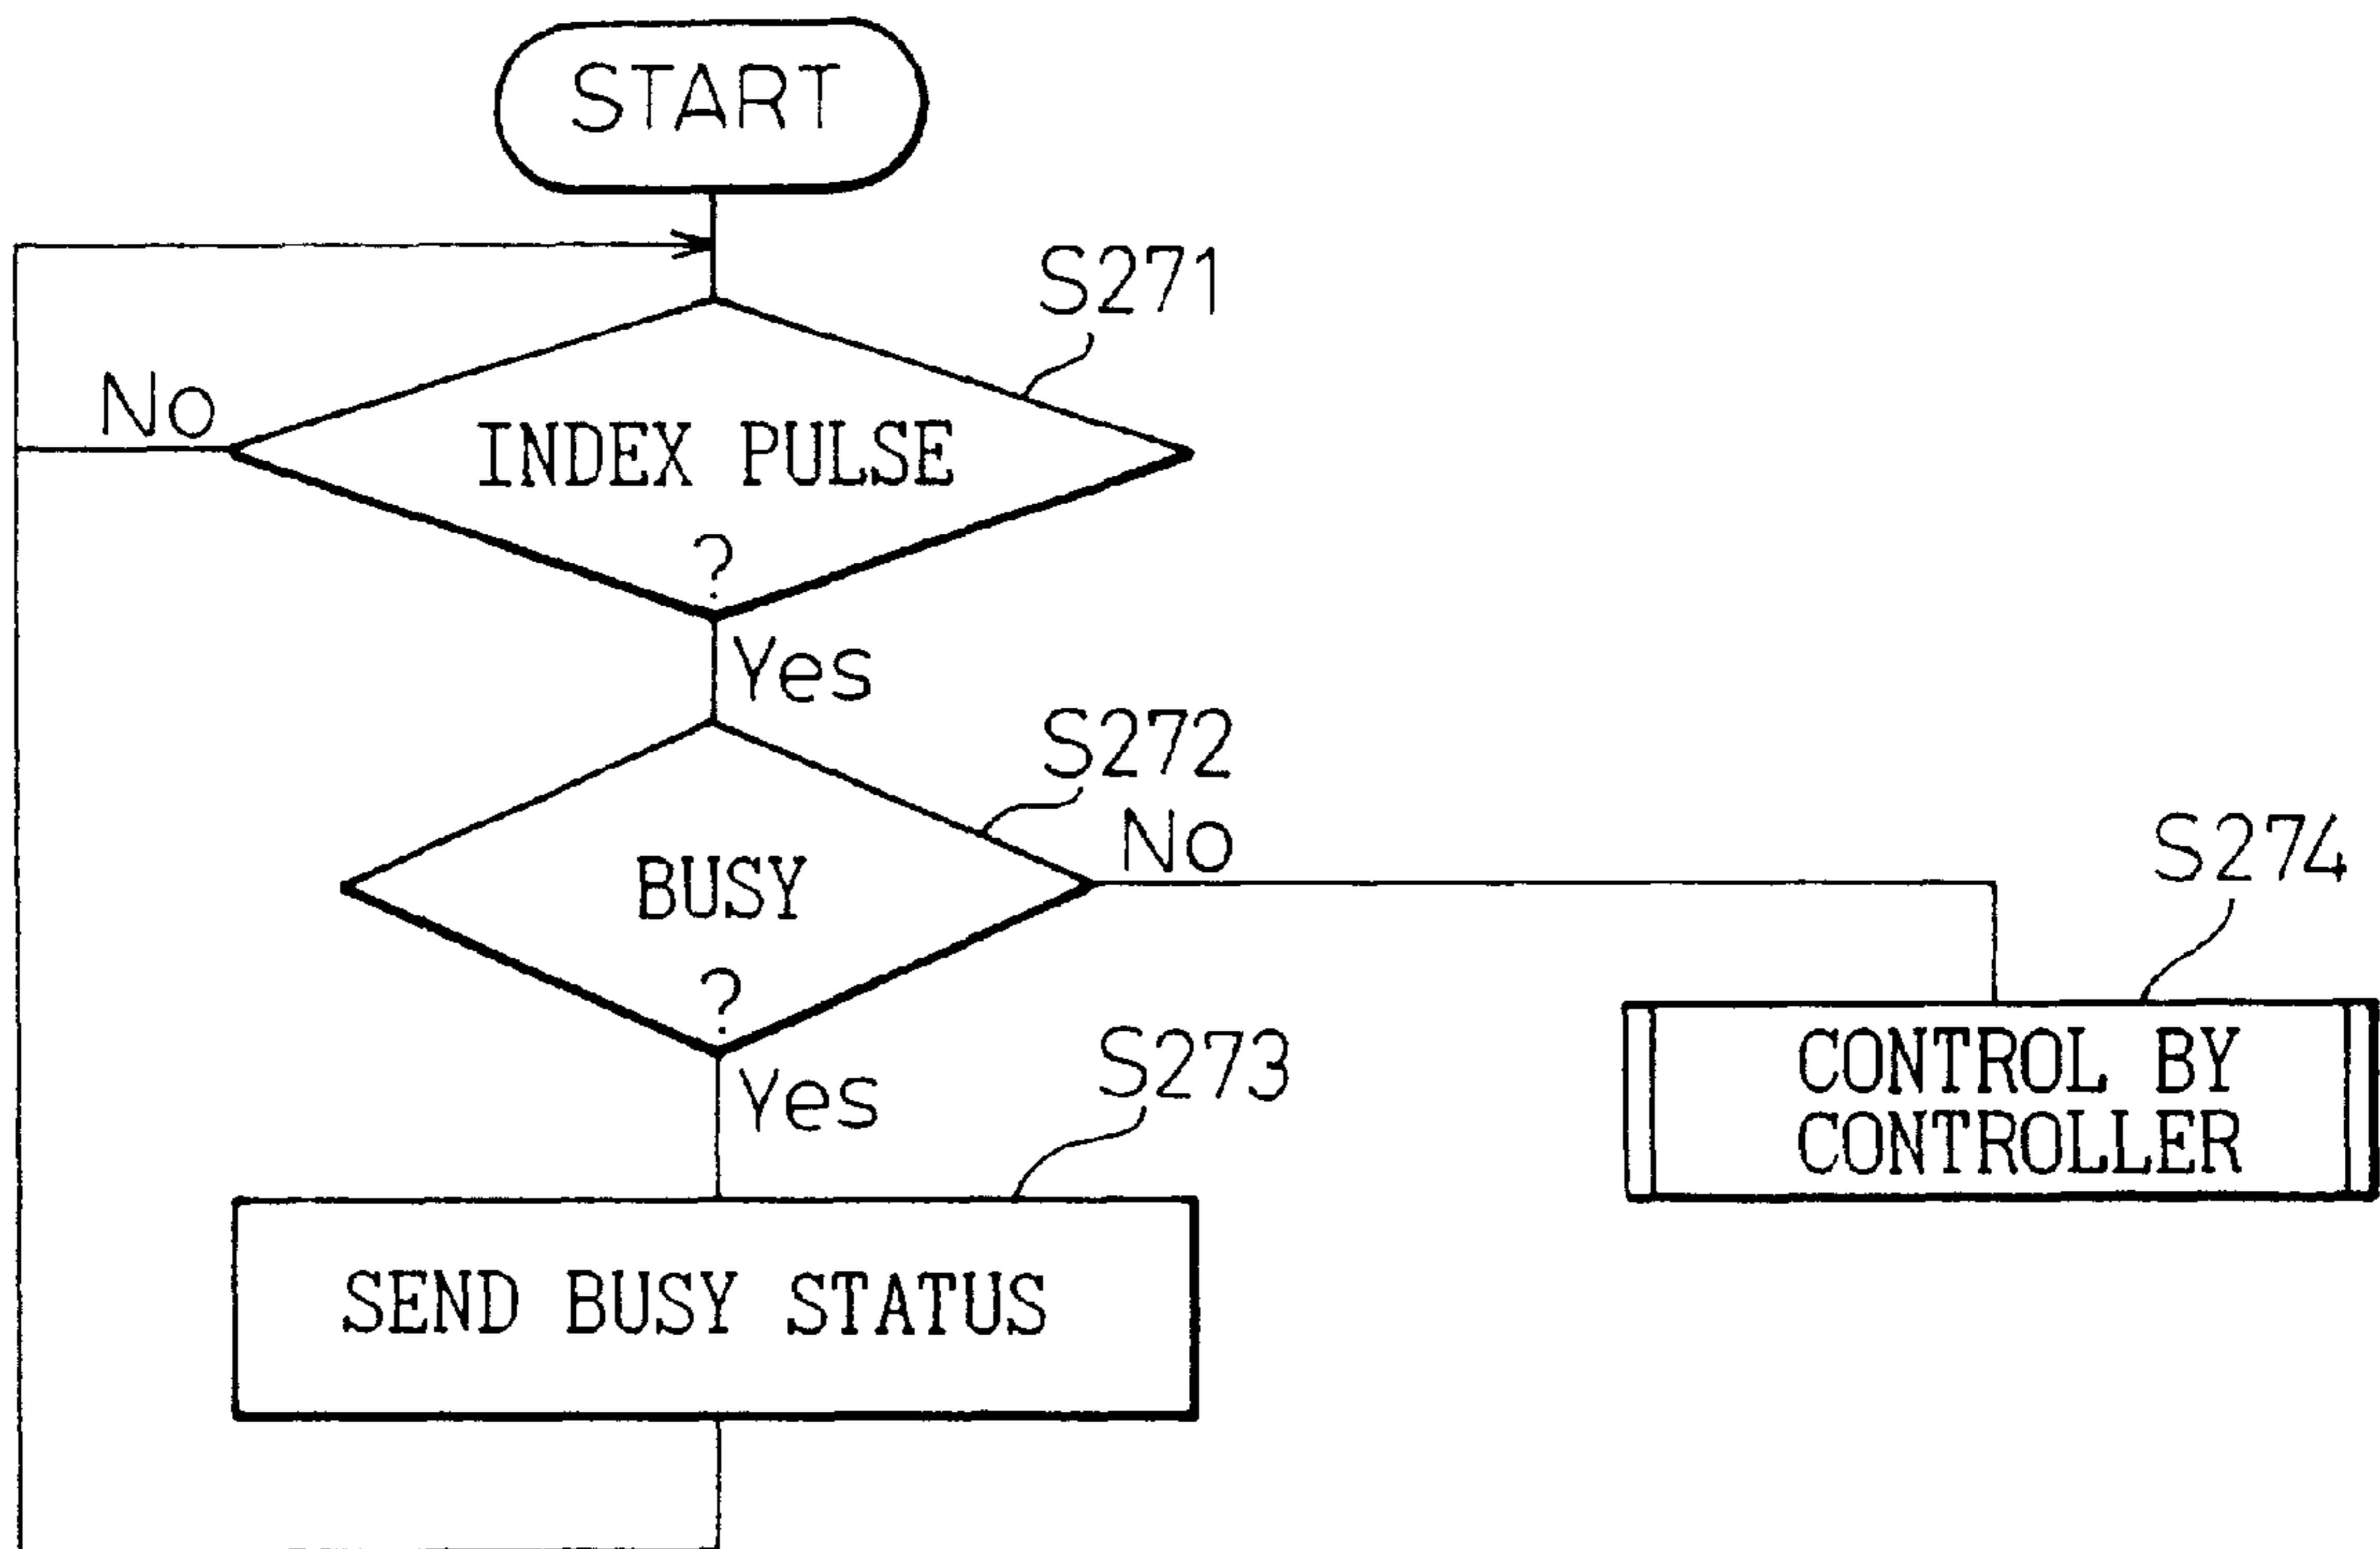 START
S271
No
INDEX PULSE
?
Yes
S272
No
BUSY
?
S274
Yes
S273
CONTROL BY
CONTROLLER
SEND BUSY STATUS